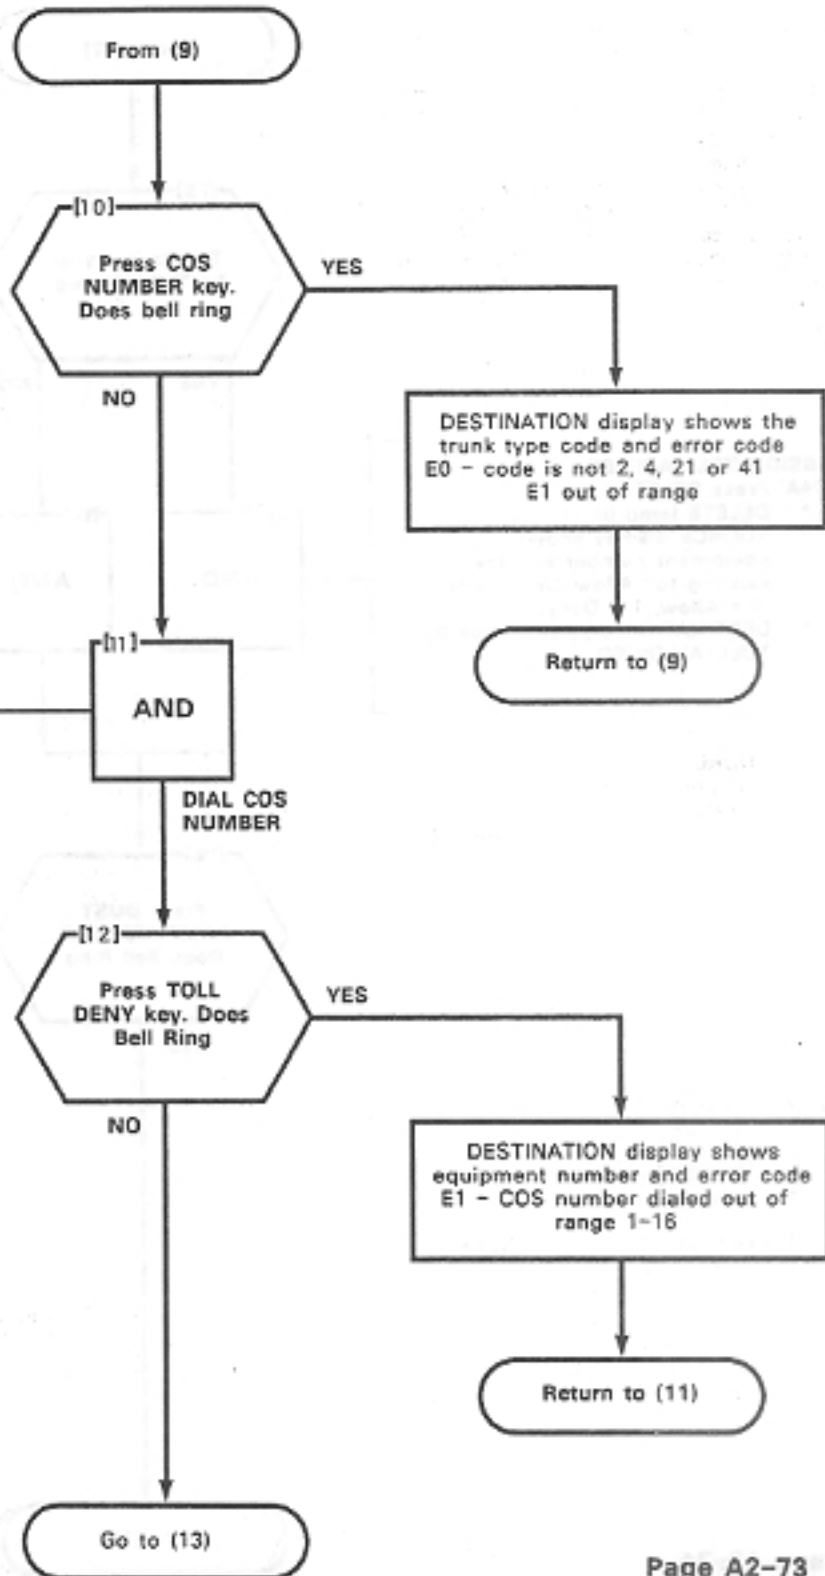 From (9)
[10]
Press COS
NUMBER key.
Does bell ring
YES
NO
DESTINATION display shows the
trunk type code and error code
E0 - code is not 2, 4, 21 or 41
E1 out of range
Return to (9)
[11]
AND
DIAL COS
NUMBER
[12]
Press TOLL
DENY key. Does
Bell Ring
YES
NO
DESTINATION display shows
equipment number and error code
E1 - COS number dialed out of
range 1-16
Return to (11)
Go to (13)
Page A2-73